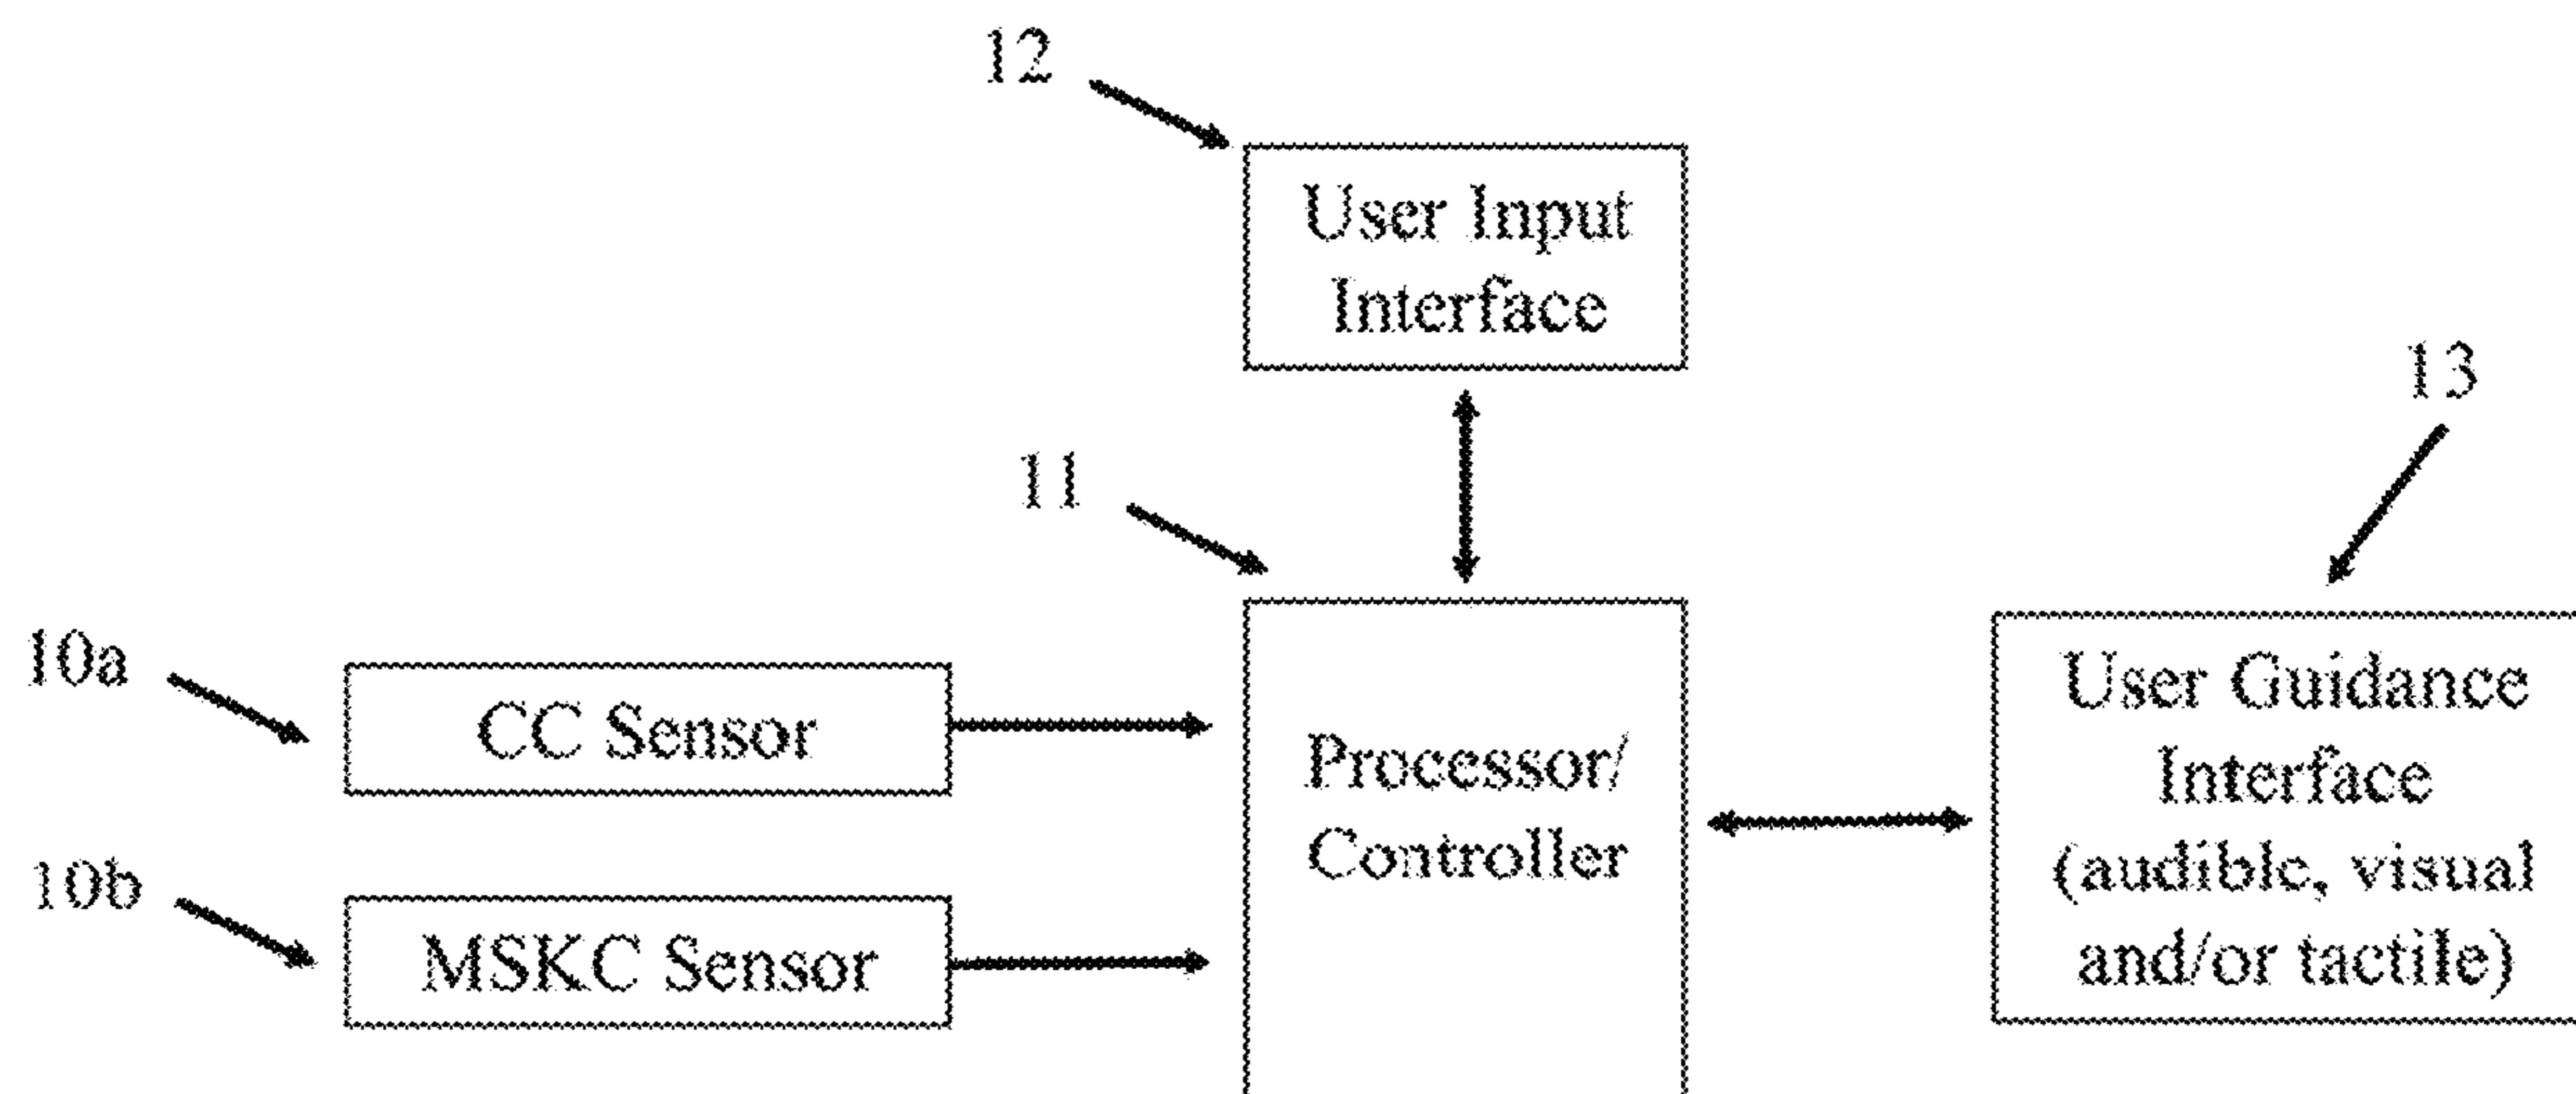 12
User Input
Interface
13
11
10a
CC Sensor
10b
MSKC Sensor
Processor/
Controller
User Guidance
Interface
(audible, visual
and/or tactile)